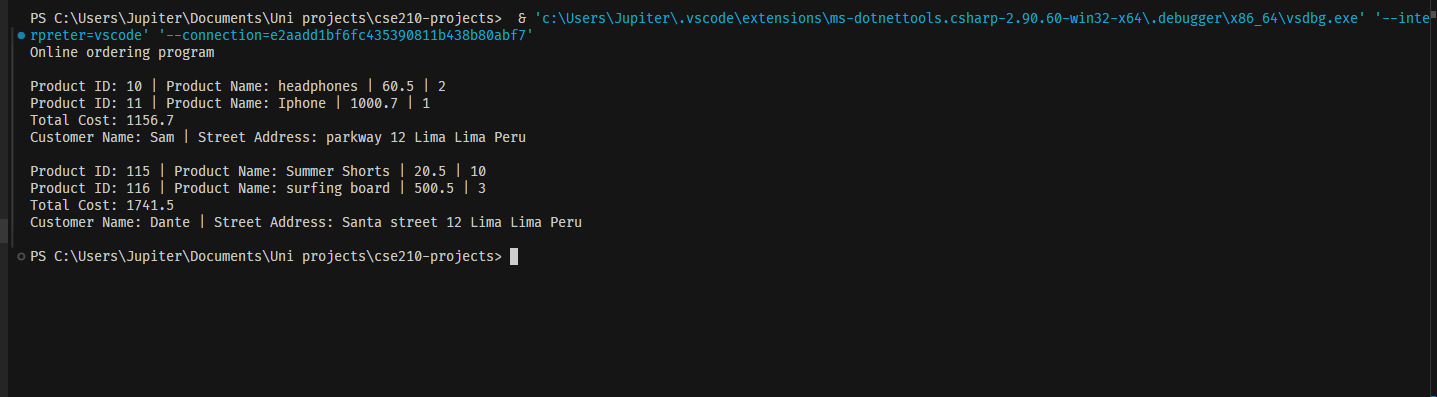 PS C:\Users\Jupiter\Documents\Uni projects\cse210-projects>  & 'c:\Users\Jupiter\.vscode\extensions\ms-dotnettools.csharp-2.90.60-win32-x64\.debugger\x86_64\vsdbg.exe' '--inte
rpreter=vscode' '--connection=e2aadd1bf6fc435390811b438b80abf7'
Online ordering program
Product ID: 10 | Product Name: headphones | 60.5 | 2
Product ID: 11 | Product Name: Iphone | 1000.7 | 1
Total Cost: 1156.7
Customer Name: Sam | Street Address: parkway 12 Lima Lima Peru
Product ID: 115 | Product Name: Summer Shorts | 20.5 | 10
Product ID: 116 | Product Name: surfing board | 500.5 | 3
Total Cost: 1741.5
Customer Name: Dante | Street Address: Santa street 12 Lima Lima Peru
PS C:\Users\Jupiter\Documents\Uni projects\cse210-projects>